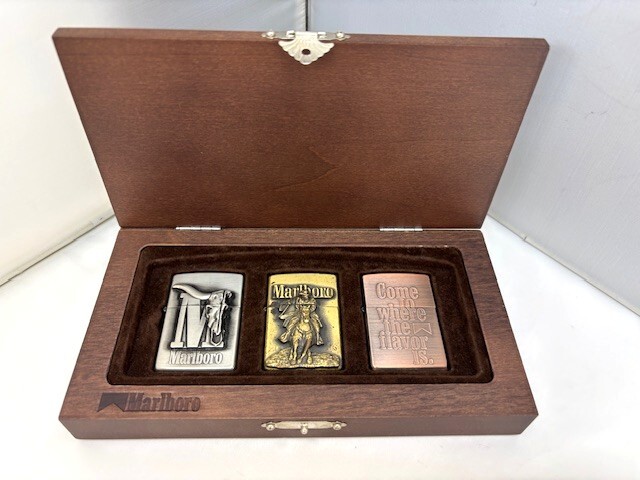 M
Marlboro
Marlboro
Come
where
the
flavor
is.
Marlboro